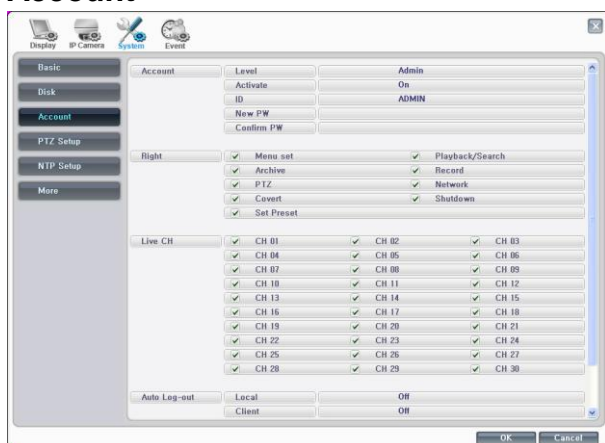 Display IP Camera System Event
Basic
Disk
Account
PTZ Setup
NTP Setup
More
Account Level Admin
Activate On
ID ADMIN
New PW
Confirm PW
Right Menu set Playback/Search
Archive Record
PTZ Network
Covert Shutdown
Set Preset
Live CH CH 01 CH 02 CH 03
CH 04 CH 05 CH 06
CH 07 CH 08 CH 09
CH 10 CH 11 CH 12
CH 13 CH 14 CH 15
CH 16 CH 17 CH 18
CH 19 CH 20 CH 21
CH 22 CH 23 CH 24
CH 25 CH 26 CH 27
CH 28 CH 29 CH 30
Auto Log-out Local Off
Client Off
OK Cancel